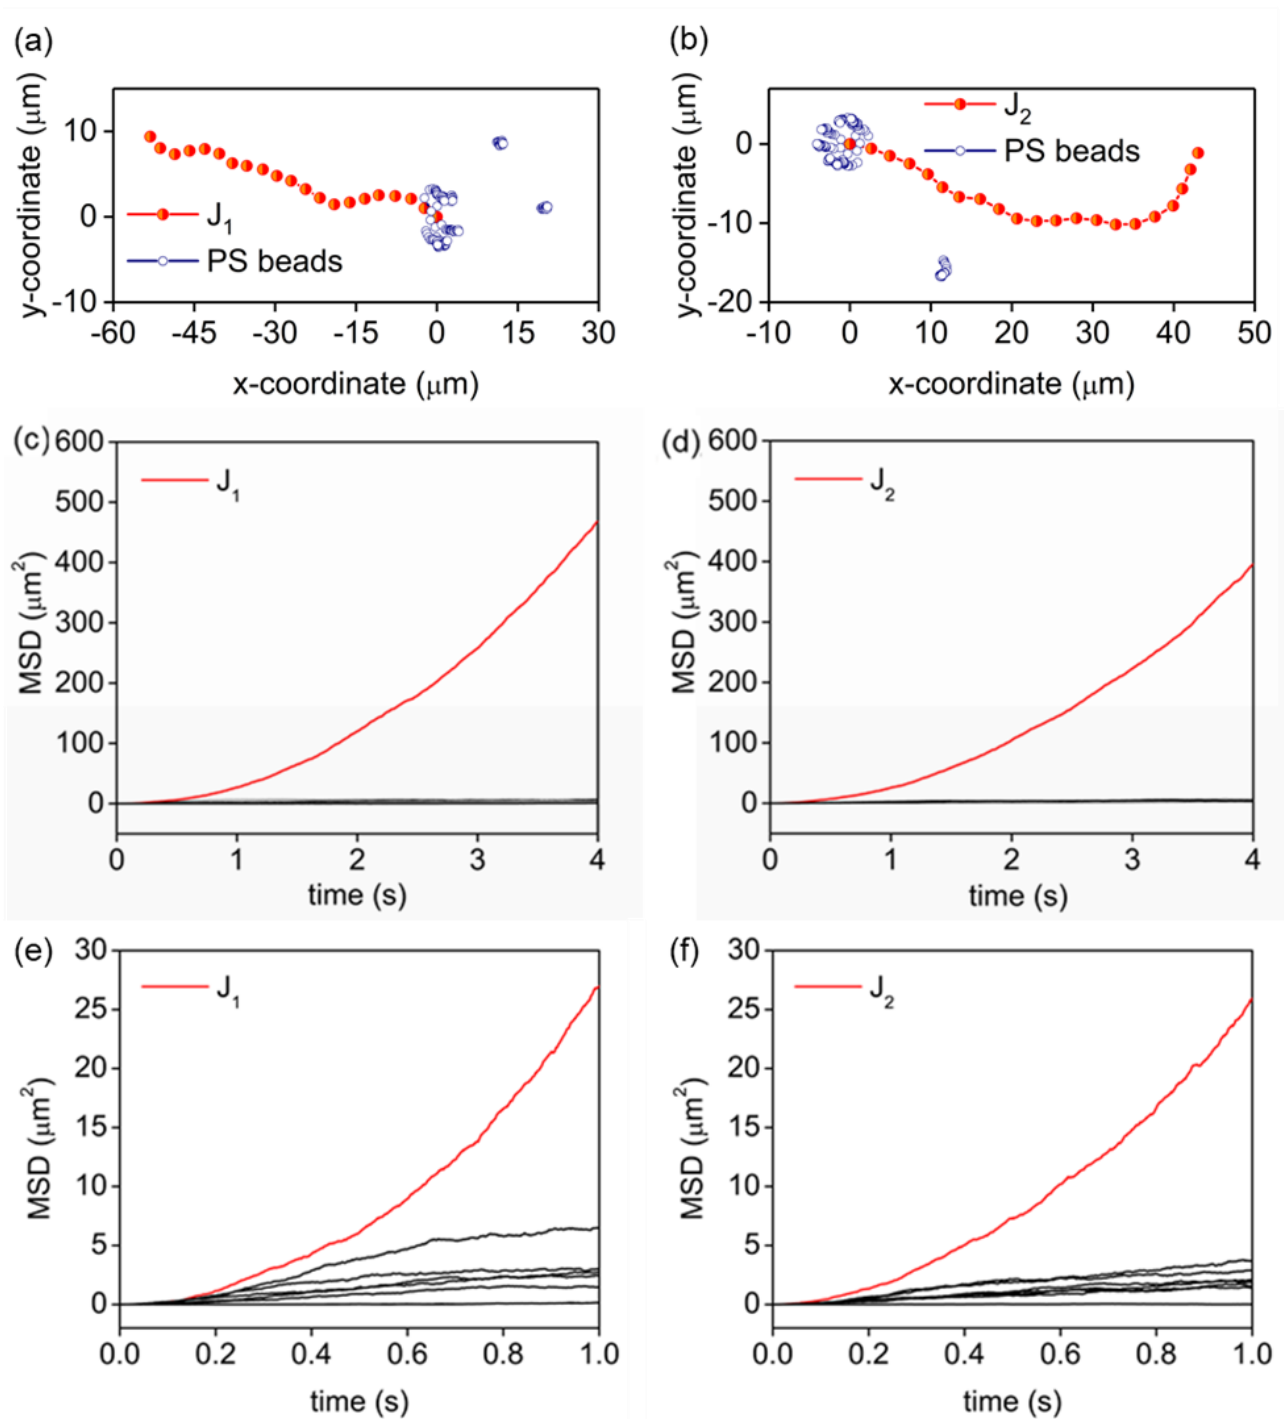 (a)
y-coordinate (μm)
10
0
-10
J1
PS beads
-60 -45 -30 -15 0 15 30
x-coordinate (μm)
(b)
y-coordinate (μm)
0
-10
-20
J2
PS beads
-10 0 10 20 30 40 50
x-coordinate (μm)
(c)
MSD (μm²)
600
500
400
300
200
100
0
J1
0 1 2 3 4
time (s)
(d)
MSD (μm²)
600
500
400
300
200
100
0
J2
0 1 2 3 4
time (s)
(e)
MSD (μm²)
30
25
20
15
10
5
0
J1
0.0 0.2 0.4 0.6 0.8 1.0
time (s)
(f)
MSD (μm²)
30
25
20
15
10
5
0
J2
0.0 0.2 0.4 0.6 0.8 1.0
time (s)